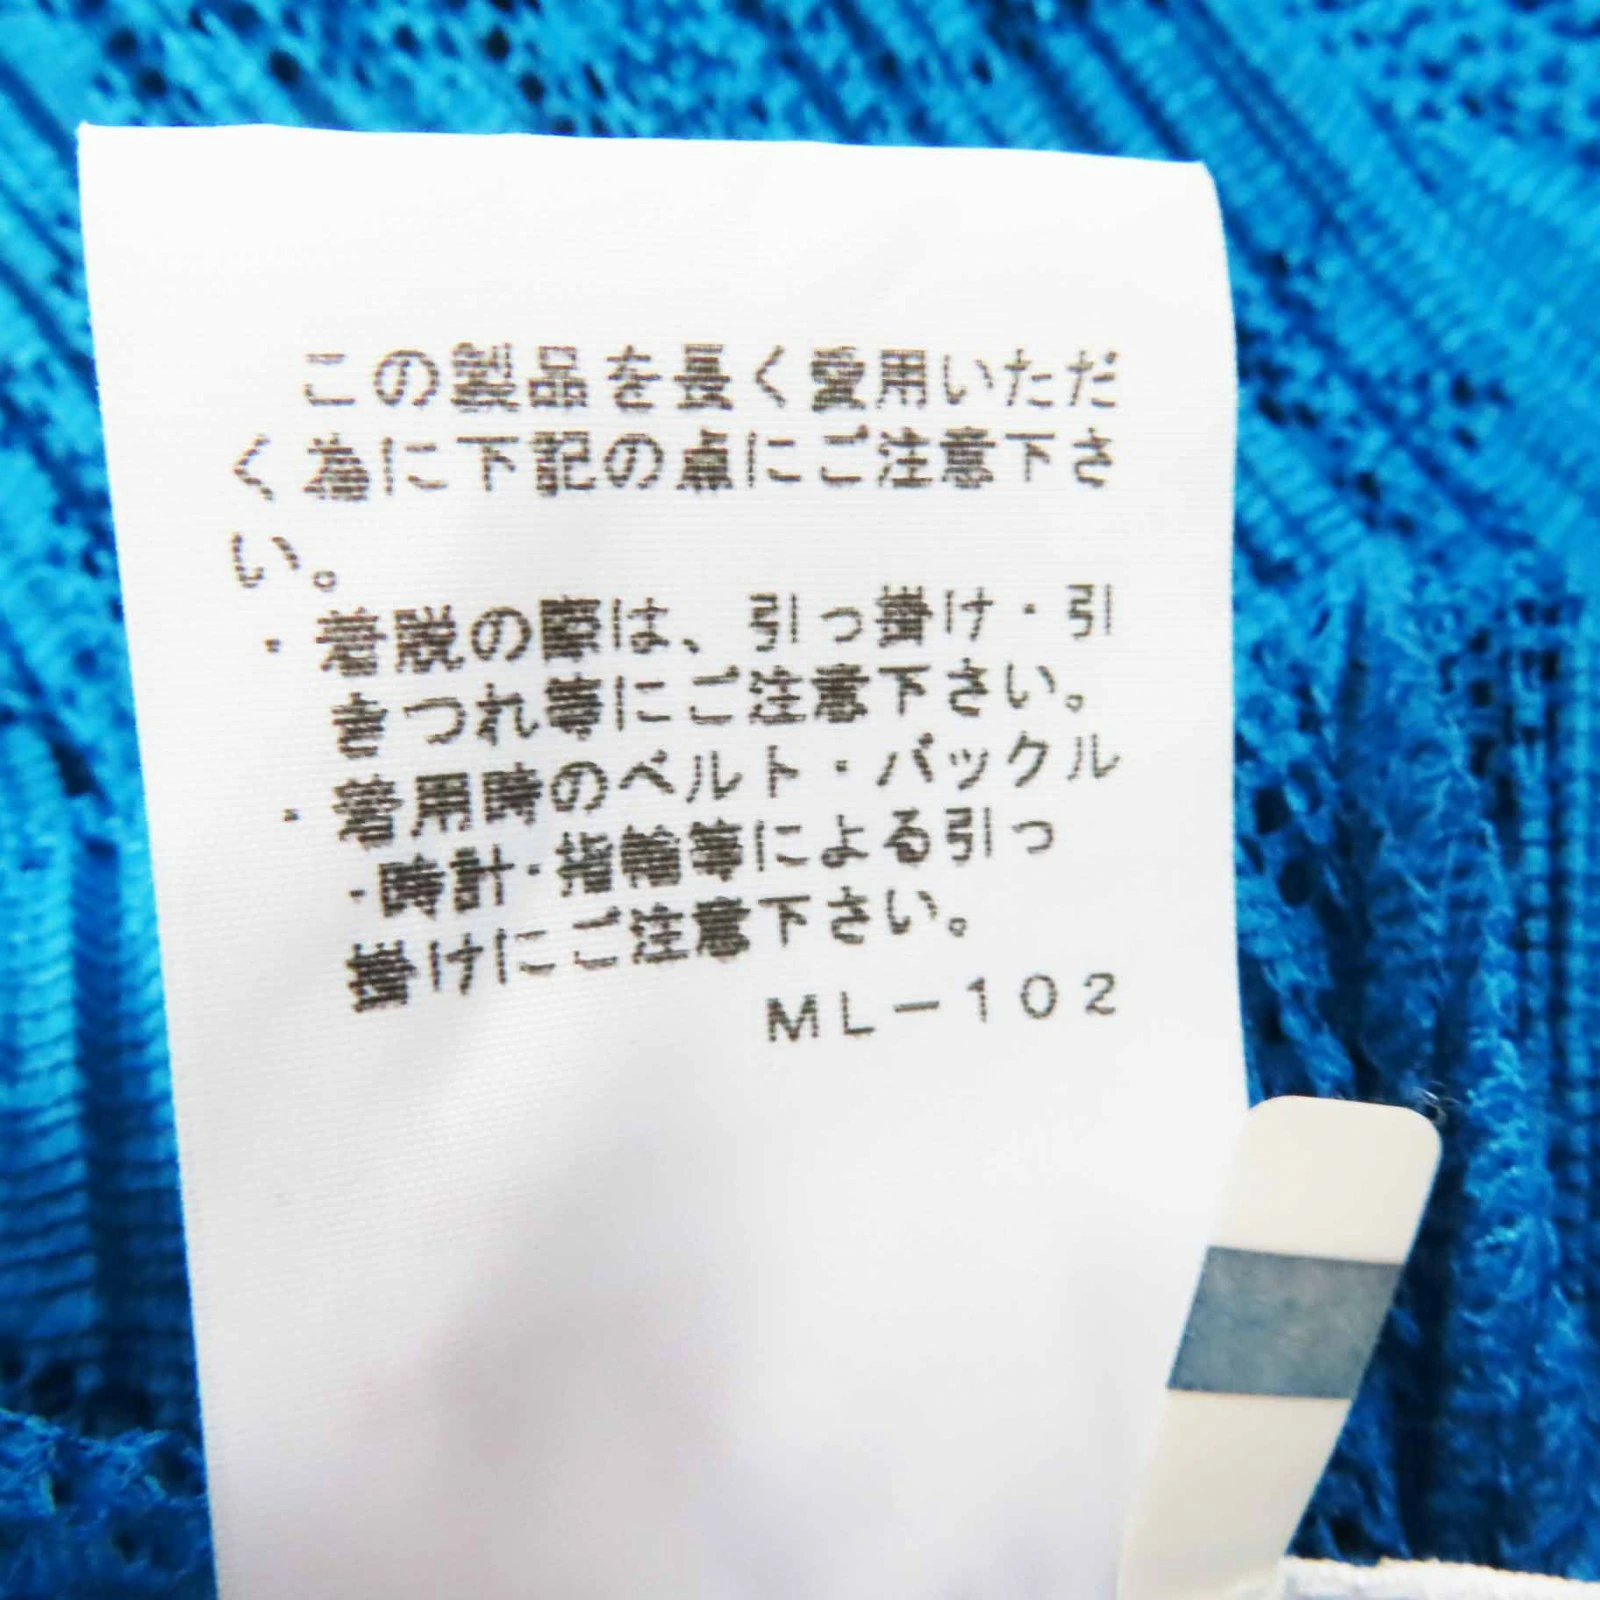 この製品を長く愛用いただ
く為に下記の点にご注意下さ
い。
・着脱の際は、引っ掛け・引
きつれ等にご注意下さい。
・着用時のベルト・バックル
・時計・指輪等による引っ
掛けにご注意下さい。
ML－102